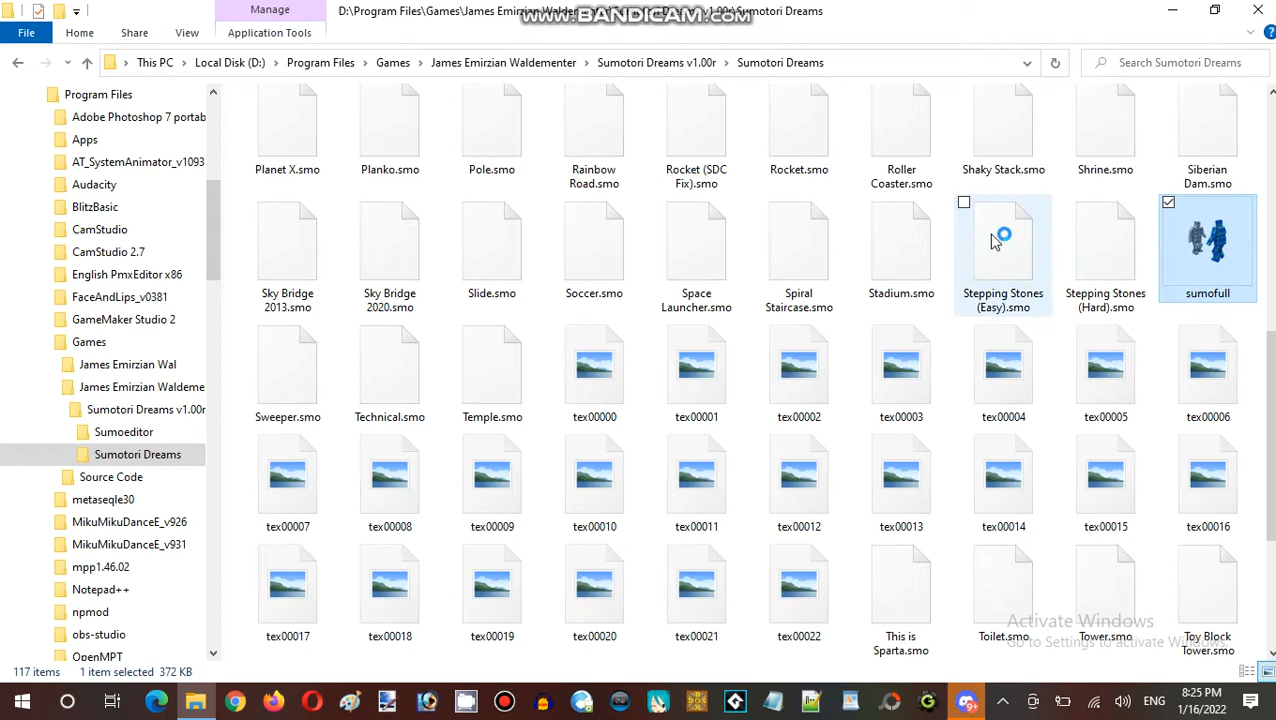 Manage
D:\Program Files\Games\James Emirzian Walde
www.BANDICAM.com
\Sumotori Dreams
File
Home
Share
View
Application Tools
This PC > Local Disk (D:) > Program Files > Games > James Emirzian Waldementer > Sumotori Dreams v1.00r > Sumotori Dreams
Search Sumotori Dreams
Program Files
Adobe Photoshop 7 portab
Apps
AT_SystemAnimator_v1093
Audacity
BlitzBasic
CamStudio
CamStudio 2.7
English PmxEditor x86
FaceAndLips_v0381
GameMaker Studio 2
Games
James Emirzian Wal
James Emirzian Waldeme
Sumotori Dreams v1.00r
Sumoeditor
Sumotori Dreams
Source Code
metaseqle30
MikuMikuDanceE_v926
MikuMikuDanceE_v931
mpp1.46.02
Notepad++
npmod
obs-studio
OpenMPT
Planet X.smo
Planko.smo
Pole.smo
Rainbow
Road.smo
Rocket (SDC
Fix).smo
Rocket.smo
Roller
Coaster.smo
Shaky Stack.smo
Shrine.smo
Siberian
Dam.smo
Sky Bridge
2013.smo
Sky Bridge
2020.smo
Slide.smo
Soccer.smo
Space
Launcher.smo
Spiral
Staircase.smo
Stadium.smo
Stepping Stones
(Easy).smo
Stepping Stones
(Hard).smo
sumofull
Sweeper.smo
Technical.smo
Temple.smo
tex00000
tex00001
tex00002
tex00003
tex00004
tex00005
tex00006
tex00007
tex00008
tex00009
tex00010
tex00011
tex00012
tex00013
tex00014
tex00015
tex00016
tex00017
tex00018
tex00019
tex00020
tex00021
tex00022
This is
Sparta.smo
Toilet.smo
Tower.smo
Toy Block
Tower.smo
Activate Windows
Go to Settings to activate Windows.
117 items
1 item selected 372 KB
ENG
8:25 PM
1/16/2022